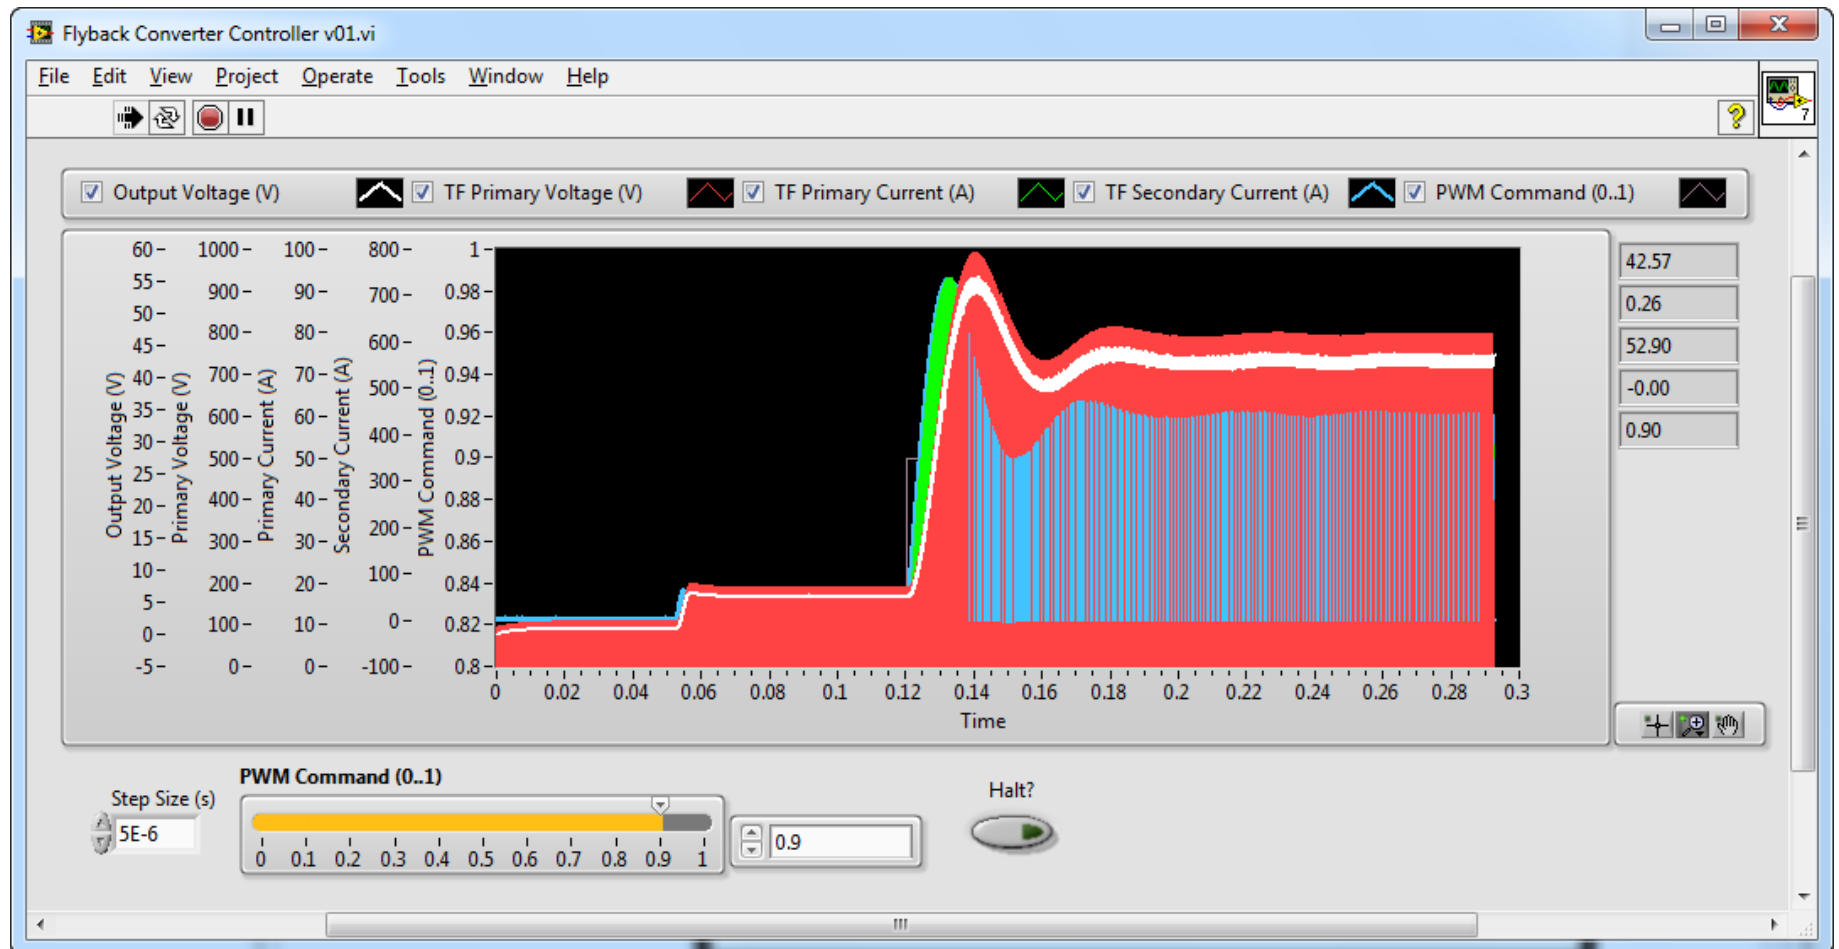 Flyback Converter Controller v01.vi
File Edit View Project Operate Tools Window Help
7
Output Voltage (V) TF Primary Voltage (V) TF Primary Current (A) TF Secondary Current (A) PWM Command (0..1)
60 55 50 45 40 35 30 25 20 15 10 5 0 -5
Output Voltage (V)
1000 900 800 700 600 500 400 300 200 100 0
Primary Voltage (V)
100 90 80 70 60 50 40 30 20 10 0
Primary Current (A)
800 700 600 500 400 300 200 100 0 -100
Secondary Current (A)
1 0.98 0.96 0.94 0.92 0.9 0.88 0.86 0.84 0.82 0.8
PWM Command (0..1)
0 0.02 0.04 0.06 0.08 0.1 0.12 0.14 0.16 0.18 0.2 0.22 0.24 0.26 0.28 0.3
Time
42.57
0.26
52.90
-0.00
0.90
Step Size (s)
5E-6
PWM Command (0..1)
0 0.1 0.2 0.3 0.4 0.5 0.6 0.7 0.8 0.9 1
0.9
Halt?